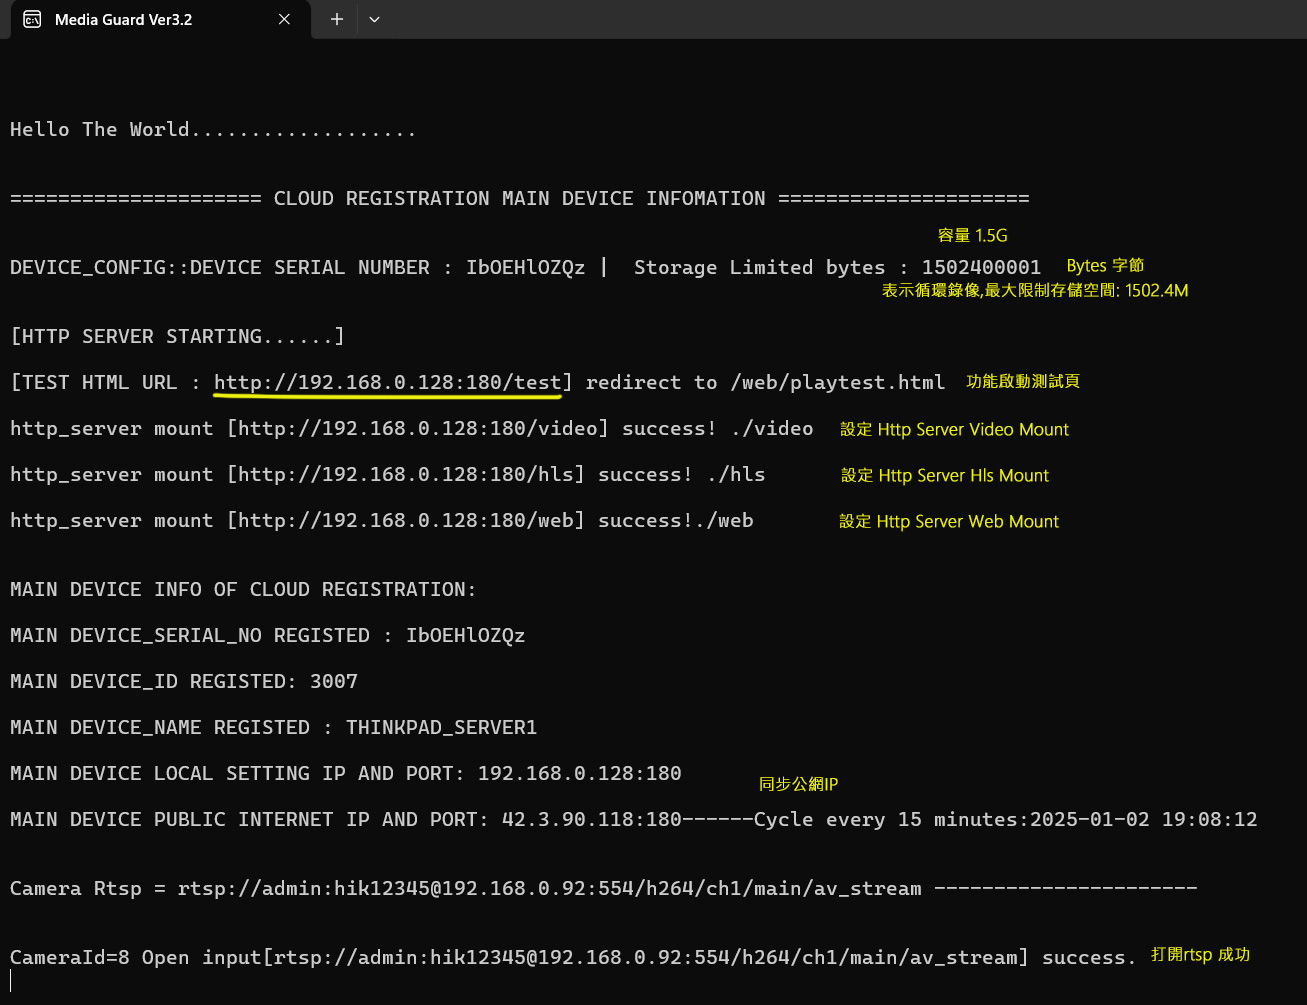 Media Guard Ver3.2
Hello The World...................
===================== CLOUD REGISTRATION MAIN DEVICE INFOMATION =====================
容量 1.5G
DEVICE_CONFIG::DEVICE SERIAL NUMBER : IbOEHlOZQz |  Storage Limited bytes : 1502400001 Bytes 字節
表示循環錄像,最大限制存儲空間: 1502.4M
[HTTP SERVER STARTING......]
[TEST HTML URL : http://192.168.0.128:180/test] redirect to /web/playtest.html 功能啟動測試頁
http_server mount [http://192.168.0.128:180/video] success! ./video 設定 Http Server Video Mount
http_server mount [http://192.168.0.128:180/hls] success! ./hls 設定 Http Server Hls Mount
http_server mount [http://192.168.0.128:180/web] success!./web 設定 Http Server Web Mount
MAIN DEVICE INFO OF CLOUD REGISTRATION:
MAIN DEVICE_SERIAL_NO REGISTED : IbOEHlOZQz
MAIN DEVICE_ID REGISTED: 3007
MAIN DEVICE_NAME REGISTED : THINKPAD_SERVER1
MAIN DEVICE LOCAL SETTING IP AND PORT: 192.168.0.128:180
同步公網IP
MAIN DEVICE PUBLIC INTERNET IP AND PORT: 42.3.90.118:180------Cycle every 15 minutes:2025-01-02 19:08:12
Camera Rtsp = rtsp://admin:hik12345@192.168.0.92:554/h264/ch1/main/av_stream ----------------------
CameraId=8 Open input[rtsp://admin:hik12345@192.168.0.92:554/h264/ch1/main/av_stream] success. 打開rtsp 成功